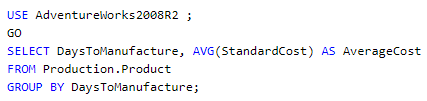 USE AdventureWorks2008R2 ;
GO
SELECT DaysToManufacture, AVG(StandardCost) AS AverageCost
FROM Production.Product
GROUP BY DaysToManufacture;